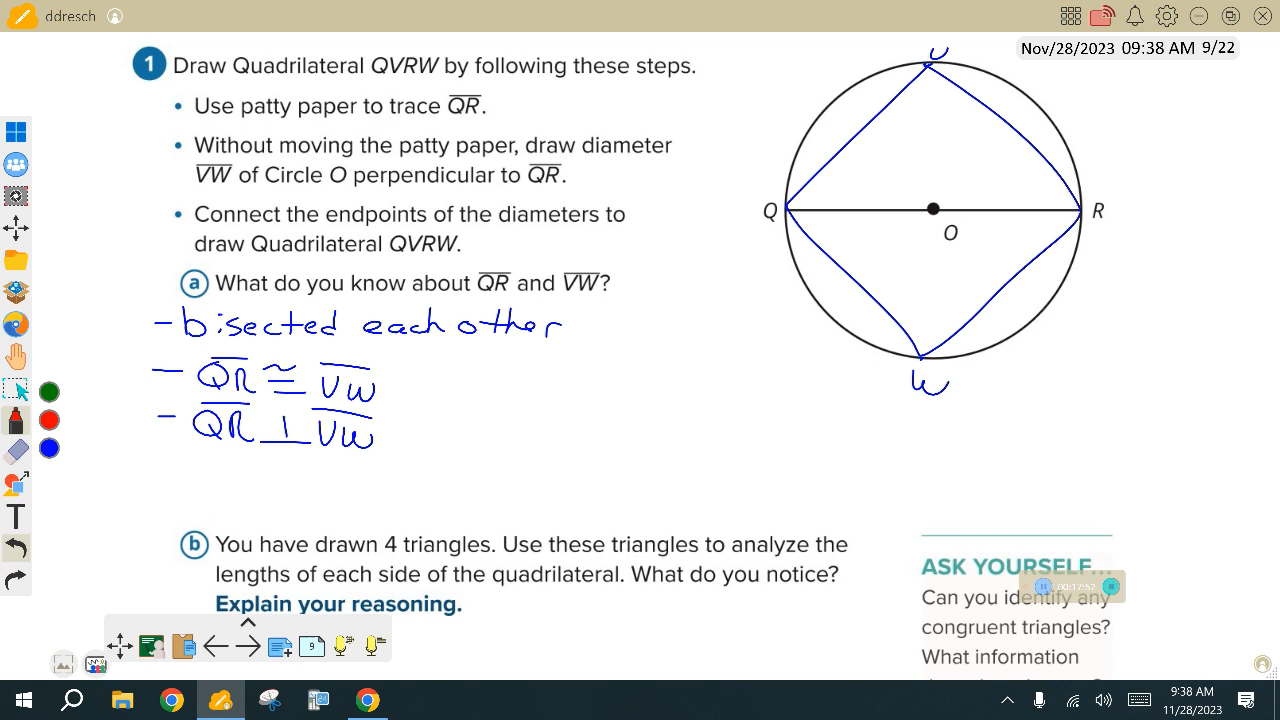 ddresch
Nov/28/2023 09:38 AM 9/22
1 Draw Quadrilateral QVRW by following these steps.
• Use patty paper to trace QR.
• Without moving the patty paper, draw diameter
VW of Circle O perpendicular to QR.
• Connect the endpoints of the diameters to
draw Quadrilateral QVRW.
a What do you know about QR and VW?
- bisected each other
- QR ≅ VW
- QR ⊥ VW
V
Q
R
O
W
b You have drawn 4 triangles. Use these triangles to analyze the
lengths of each side of the quadrilateral. What do you notice?
Explain your reasoning.
ASK YOURSELF...
Can you identify any
congruent triangles?
What information
00:17:52
T
9
9:38 AM
11/28/2023